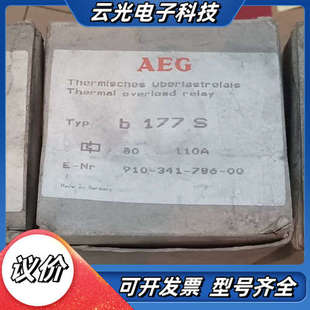 云光电子科技
AEG
Thermisches Überlastrelais
Thermal overload relay
Typ b 177 S
80 110A
E-Nr 910-341-786-00
Made in Germany
议价
可开发票 型号齐全